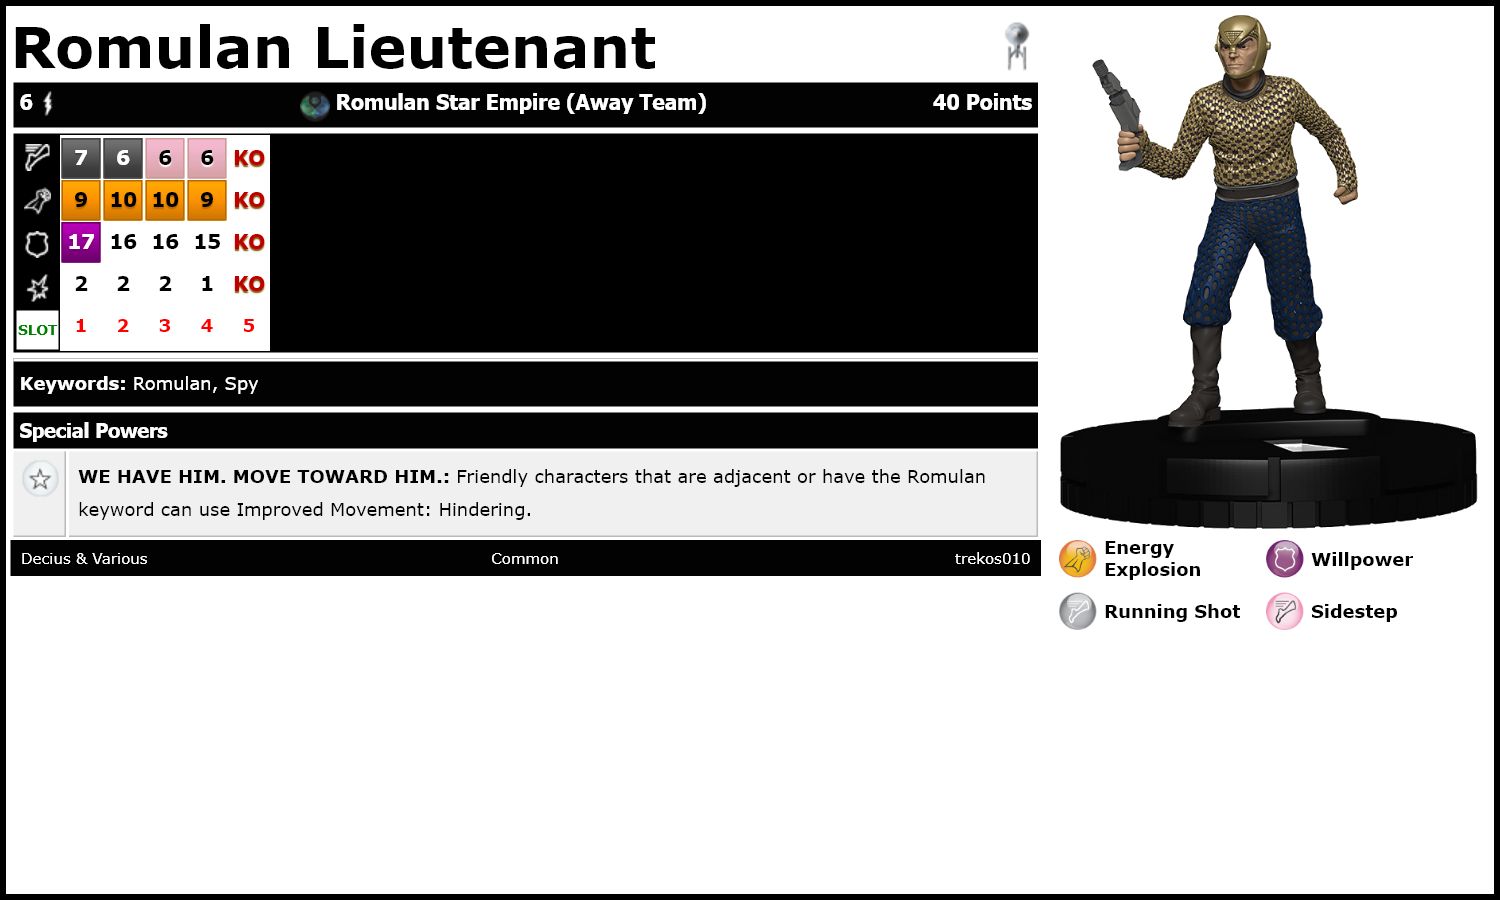 Romulan Lieutenant
6 Romulan Star Empire (Away Team) 40 Points
7 6 6 6 KO
9 10 10 9 KO
17 16 16 15 KO
2 2 2 1 KO
SLOT 1 2 3 4 5
Keywords: Romulan, Spy
Special Powers
WE HAVE HIM. MOVE TOWARD HIM.: Friendly characters that are adjacent or have the Romulan
keyword can use Improved Movement: Hindering.
Decius & Various Common trekos010
Energy
Explosion
Willpower
Running Shot
Sidestep